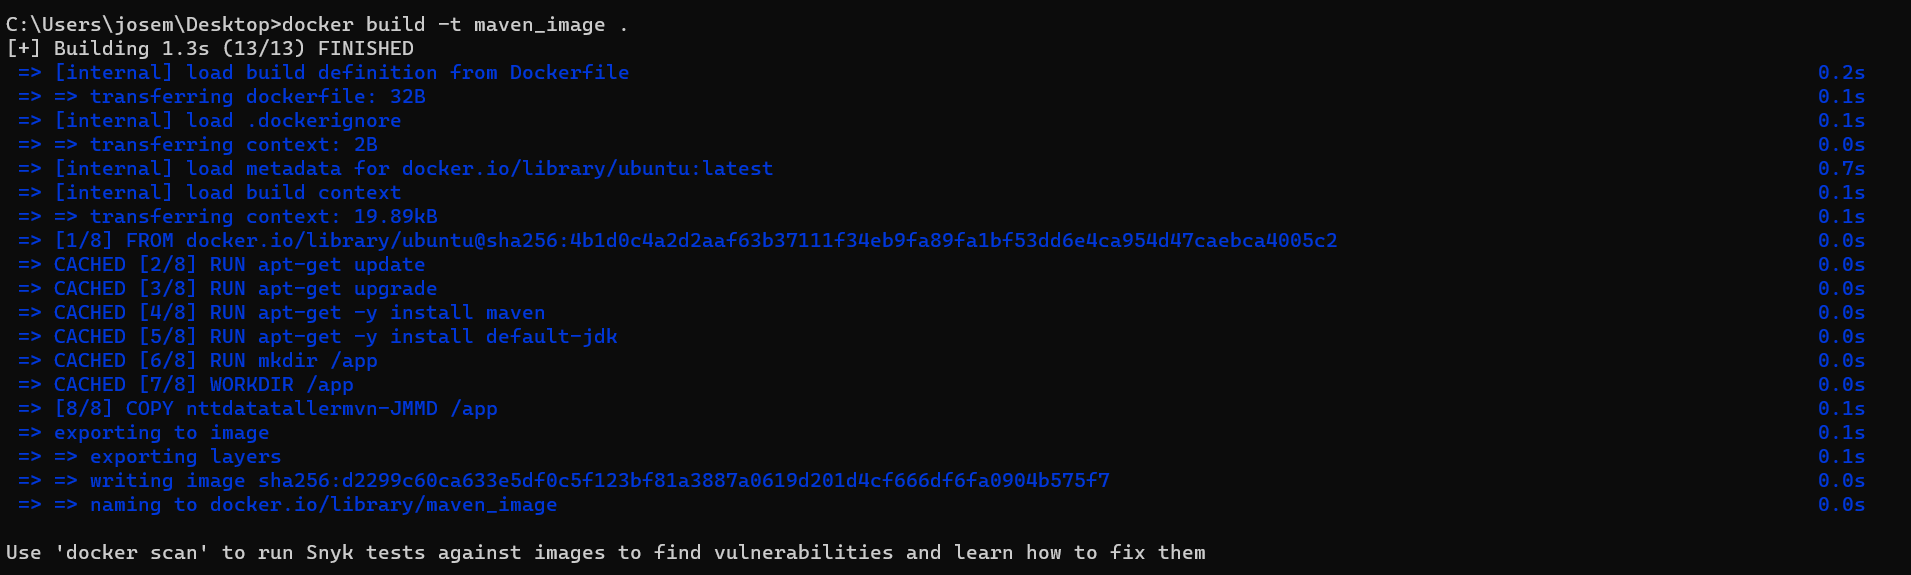 C:\Users\josem\Desktop>docker build -t maven_image .
[+] Building 1.3s (13/13) FINISHED
=> [internal] load build definition from Dockerfile 0.2s
=> => transferring dockerfile: 32B 0.1s
=> [internal] load .dockerignore 0.1s
=> => transferring context: 2B 0.0s
=> [internal] load metadata for docker.io/library/ubuntu:latest 0.7s
=> [internal] load build context 0.1s
=> => transferring context: 19.89kB 0.1s
=> [1/8] FROM docker.io/library/ubuntu@sha256:4b1d0c4a2d2aaf63b37111f34eb9fa89fa1bf53dd6e4ca954d47caebca4005c2 0.0s
=> CACHED [2/8] RUN apt-get update 0.0s
=> CACHED [3/8] RUN apt-get upgrade 0.0s
=> CACHED [4/8] RUN apt-get -y install maven 0.0s
=> CACHED [5/8] RUN apt-get -y install default-jdk 0.0s
=> CACHED [6/8] RUN mkdir /app 0.0s
=> CACHED [7/8] WORKDIR /app 0.0s
=> [8/8] COPY nttdatatallermvn-JMMD /app 0.1s
=> exporting to image 0.1s
=> => exporting layers 0.1s
=> => writing image sha256:d2299c60ca633e5df0c5f123bf81a3887a0619d201d4cf666df6fa0904b575f7 0.0s
=> => naming to docker.io/library/maven_image 0.0s
Use 'docker scan' to run Snyk tests against images to find vulnerabilities and learn how to fix them